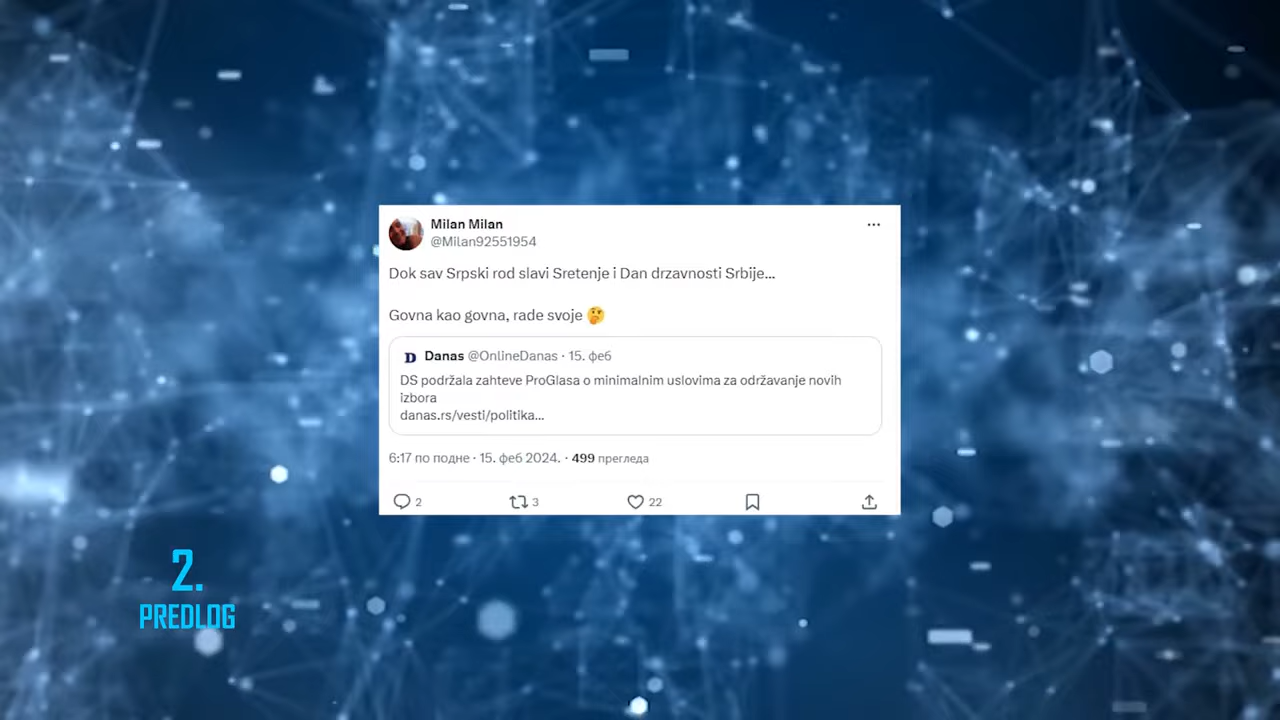 Milan Milan
@Milan92551954
Dok sav Srpski rod slavi Sretenje i Dan drzavnosti Srbije...
Govna kao govna, rade svoje 🤔
D Danas @OnlineDanas · 15. феб
DS podržala zahteve ProGlasa o minimalnim uslovima za održavanje novih
izbora
danas.rs/vesti/politika...
6:17 по подне · 15. феб 2024. · 499 прегледа
2 3 22
2.
PREDLOG